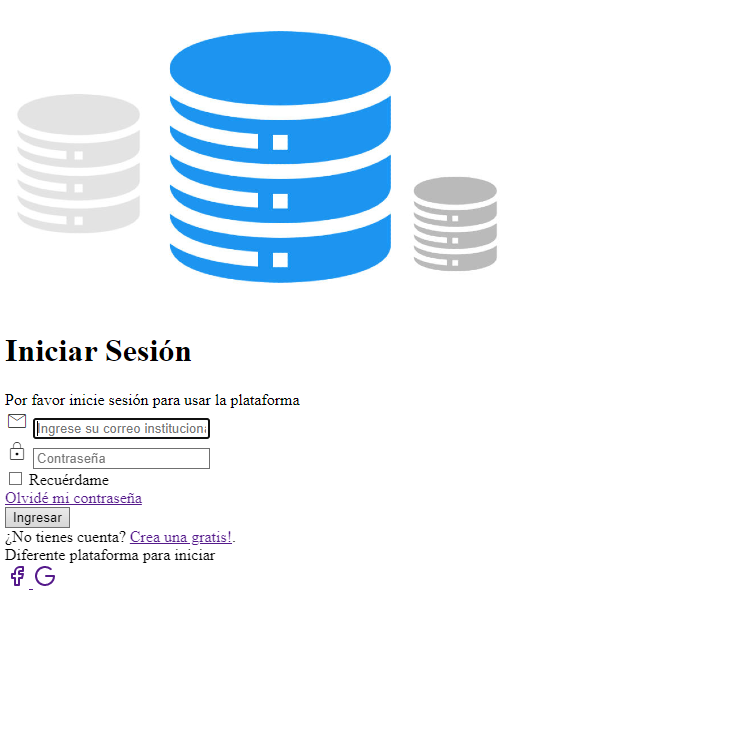 Iniciar Sesión
Por favor inicie sesión para usar la plataforma
Ingrese su correo instituciona
Contraseña
Recuérdame
Olvidé mi contraseña
Ingresar
¿No tienes cuenta? Crea una gratis!.
Diferente plataforma para iniciar